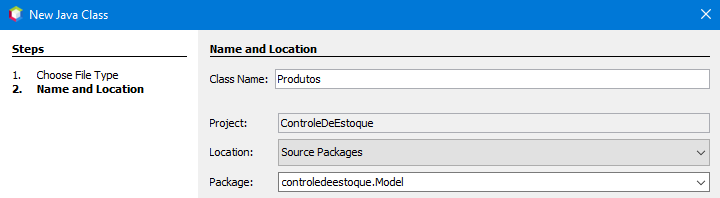 New Java Class
Steps
1. Choose File Type
2. Name and Location
Name and Location
Class Name: Produtos
Project: ControleDeEstoque
Location: Source Packages
Package: controledeestoque.Model